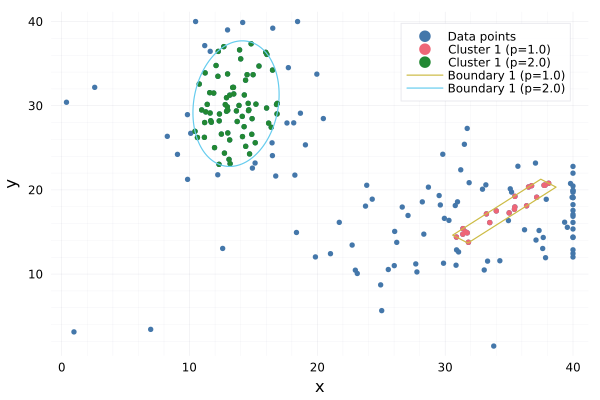 40
30
20
10
0
10
20
30
40
x
y
Data points
Cluster 1 (p=1.0)
Cluster 1 (p=2.0)
Boundary 1 (p=1.0)
Boundary 1 (p=2.0)